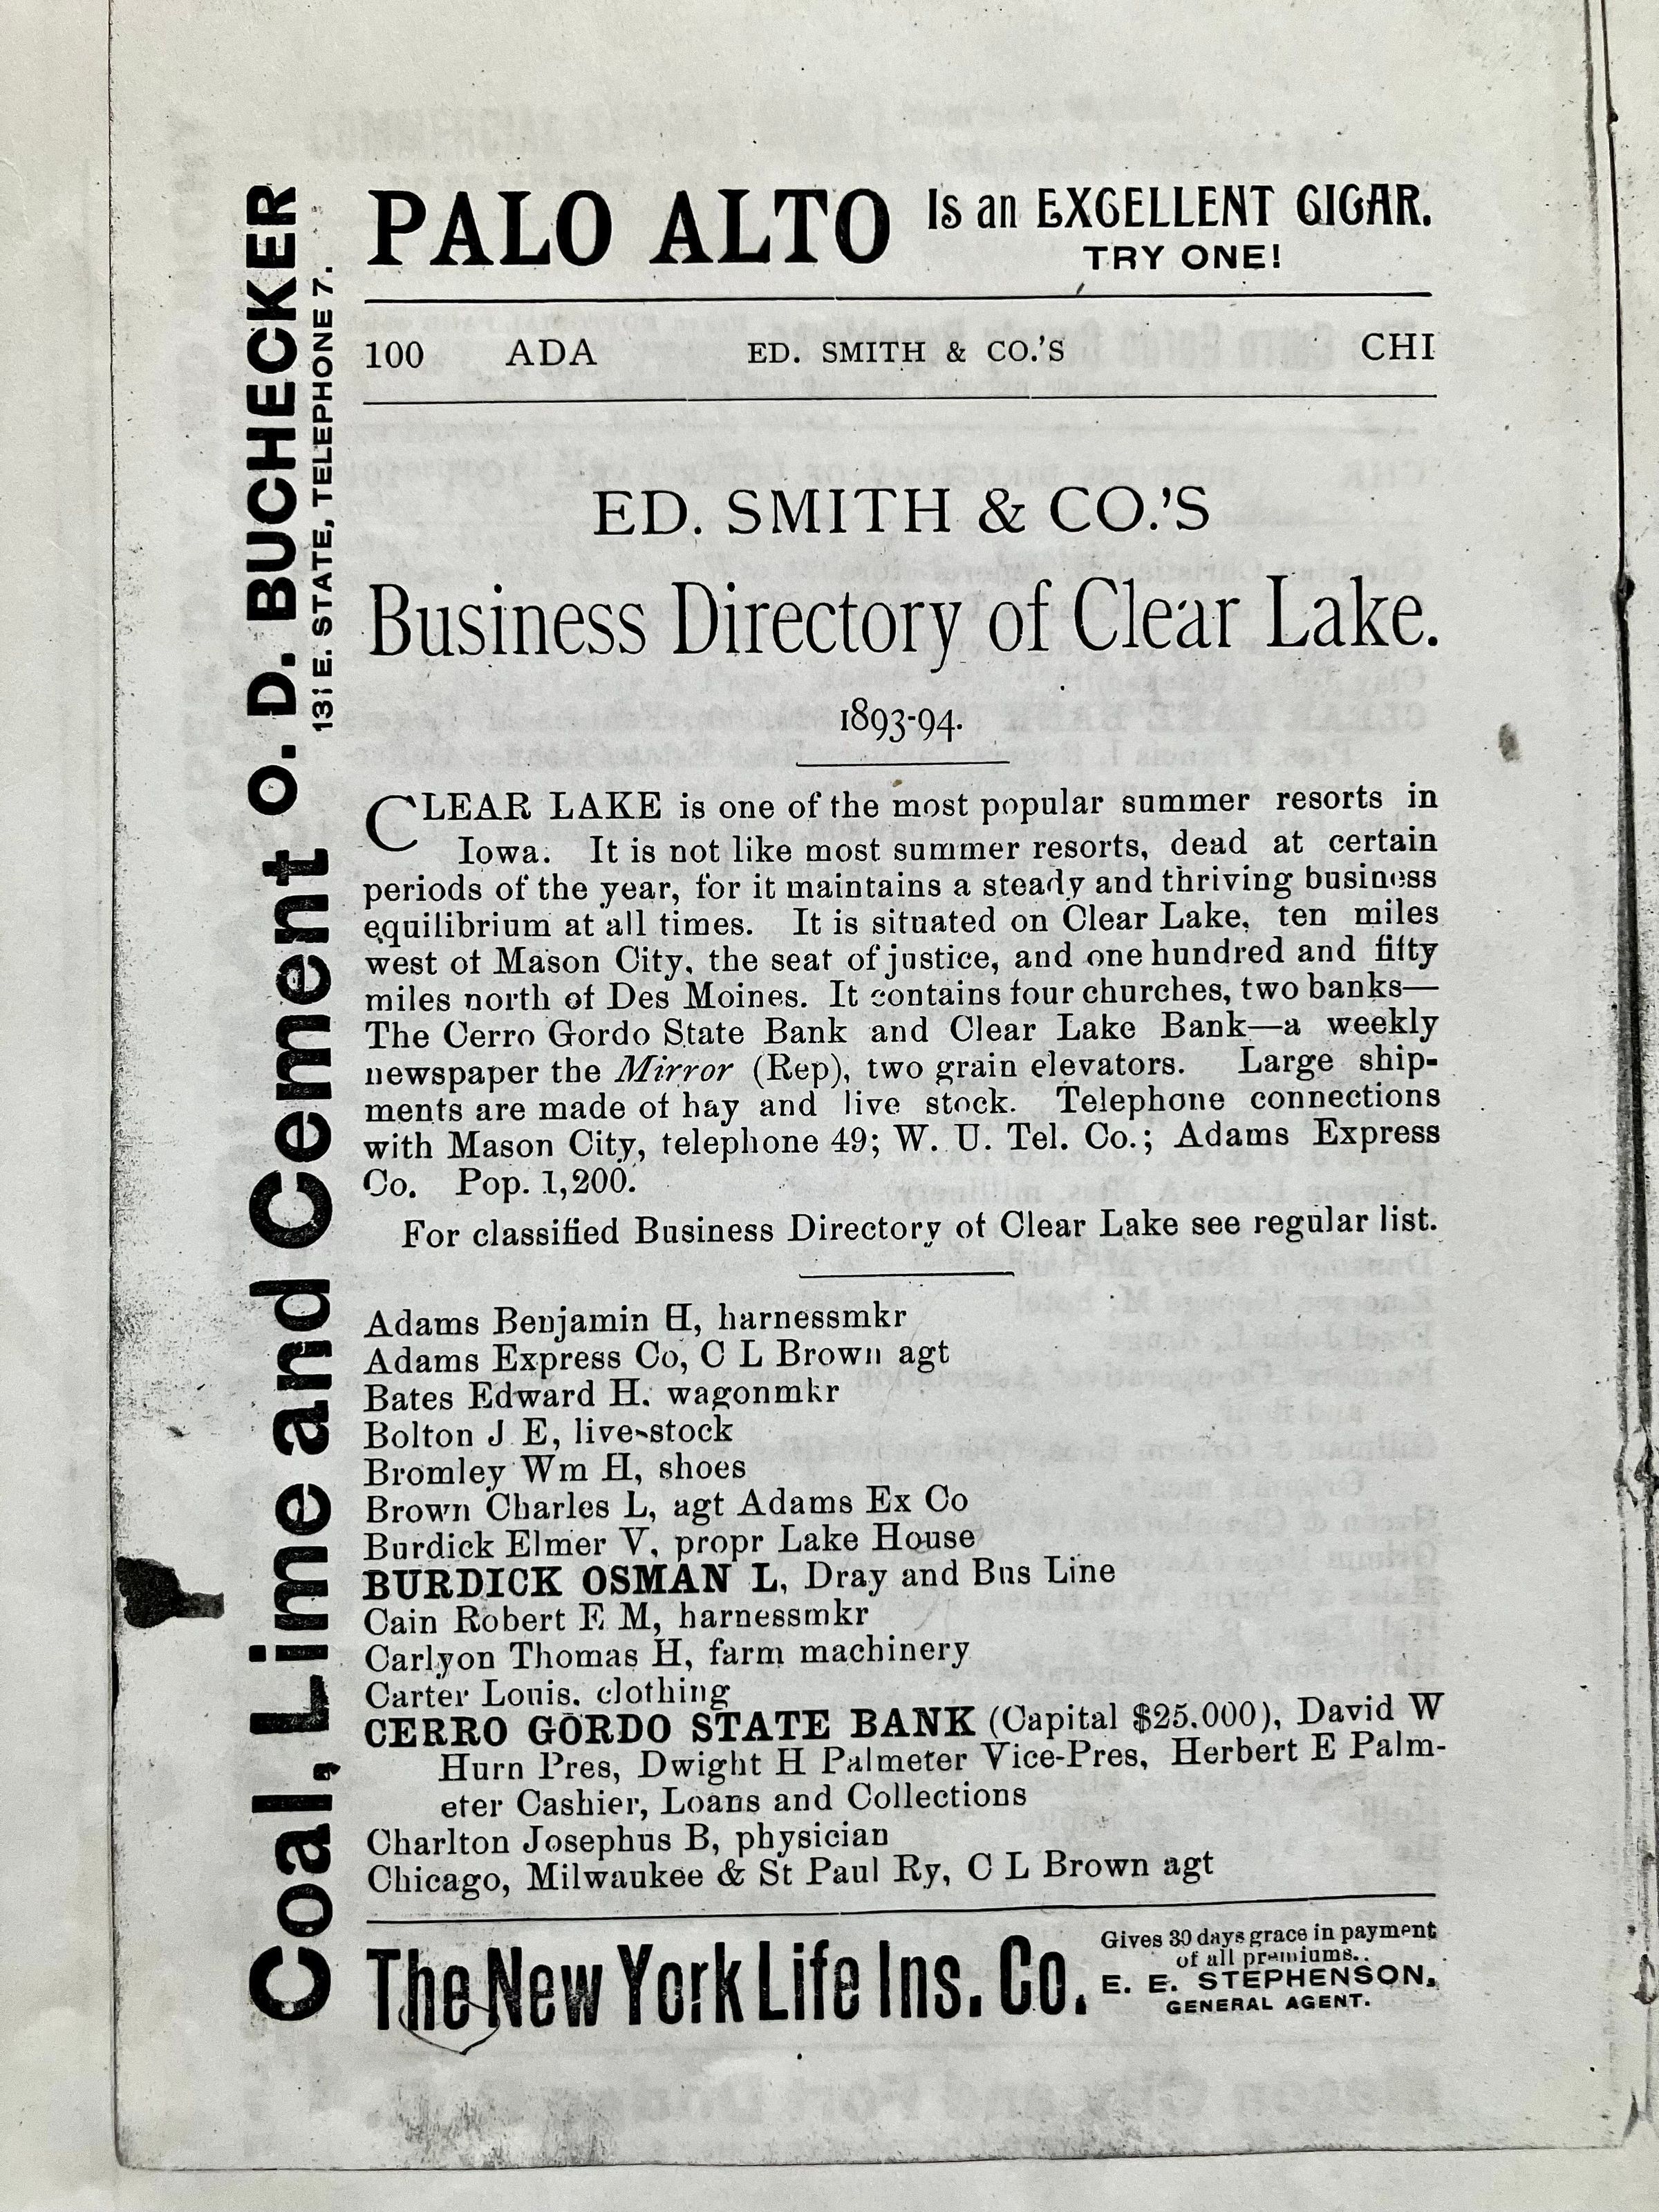 PALO ALTO Is an EXCELLENT CIGAR.
TRY ONE!
100 ADA ED. SMITH & CO.'S CHI
ED. SMITH & CO.'S
Business Directory of Clear Lake.
1893-94.
CLEAR LAKE is one of the most popular summer resorts in
Iowa. It is not like most summer resorts, dead at certain
periods of the year, for it maintains a steady and thriving business
equilibrium at all times. It is situated on Clear Lake, ten miles
west of Mason City, the seat of justice, and one hundred and fifty
miles north of Des Moines. It contains four churches, two banks—
The Cerro Gordo State Bank and Clear Lake Bank—a weekly
newspaper the Mirror (Rep), two grain elevators. Large ship-
ments are made of hay and live stock. Telephone connections
with Mason City, telephone 49; W. U. Tel. Co.; Adams Express
Co. Pop. 1,200.
For classified Business Directory of Clear Lake see regular list.
Adams Benjamin H, harnessmkr
Adams Express Co, C L Brown agt
Bates Edward H. wagonmkr
Bolton J E, live-stock
Bromley Wm H, shoes
Brown Charles L, agt Adams Ex Co
Burdick Elmer V, propr Lake House
BURDICK OSMAN L, Dray and Bus Line
Cain Robert F M, harnessmkr
Carlyon Thomas H, farm machinery
Carter Louis. clothing
CERRO GORDO STATE BANK (Capital $25.000), David W
Hurn Pres, Dwight H Palmeter Vice-Pres, Herbert E Palm-
eter Cashier, Loans and Collections
Charlton Josephus B, physician
Chicago, Milwaukee & St Paul Ry, C L Brown agt
The New York Life Ins. Co.
Gives 30 days grace in payment
of all premiums.
E. E. STEPHENSON,
GENERAL AGENT.
Coal, Lime and Cement O. D. BUCHECKER
131 E. STATE, TELEPHONE 7.